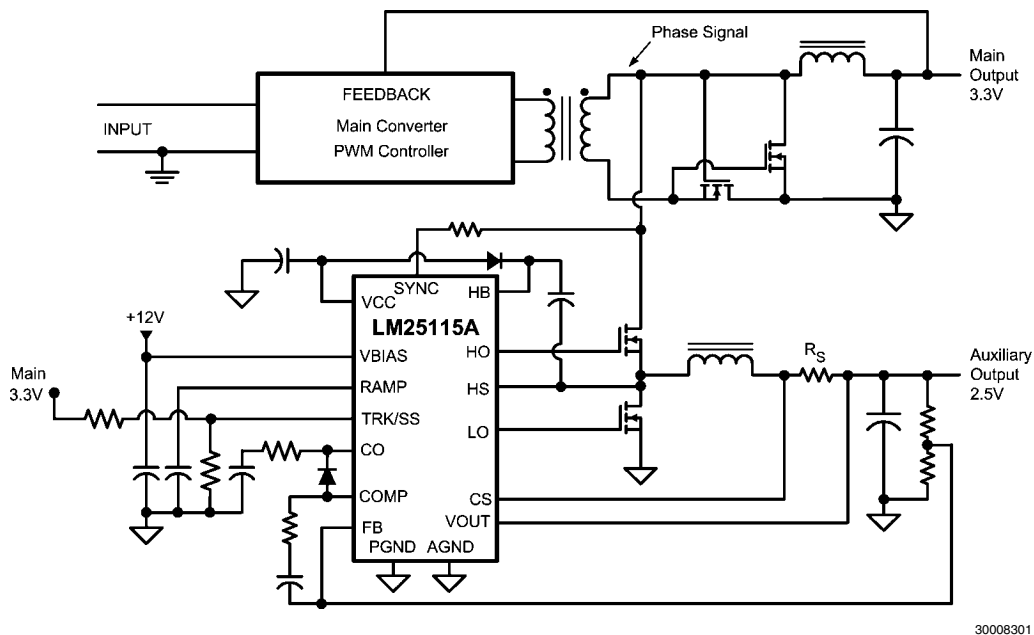 Phase Signal
Main
Output
3.3V
FEEDBACK
Main Converter
PWM Controller
INPUT
SYNC
VCC
HB
LM25115A
+12V
VBIAS
HO
Main
3.3V
RAMP
HS
TRK/SS
LO
CO
COMP
CS
FB
VOUT
PGND
AGND
RS
Auxiliary
Output
2.5V
30008301